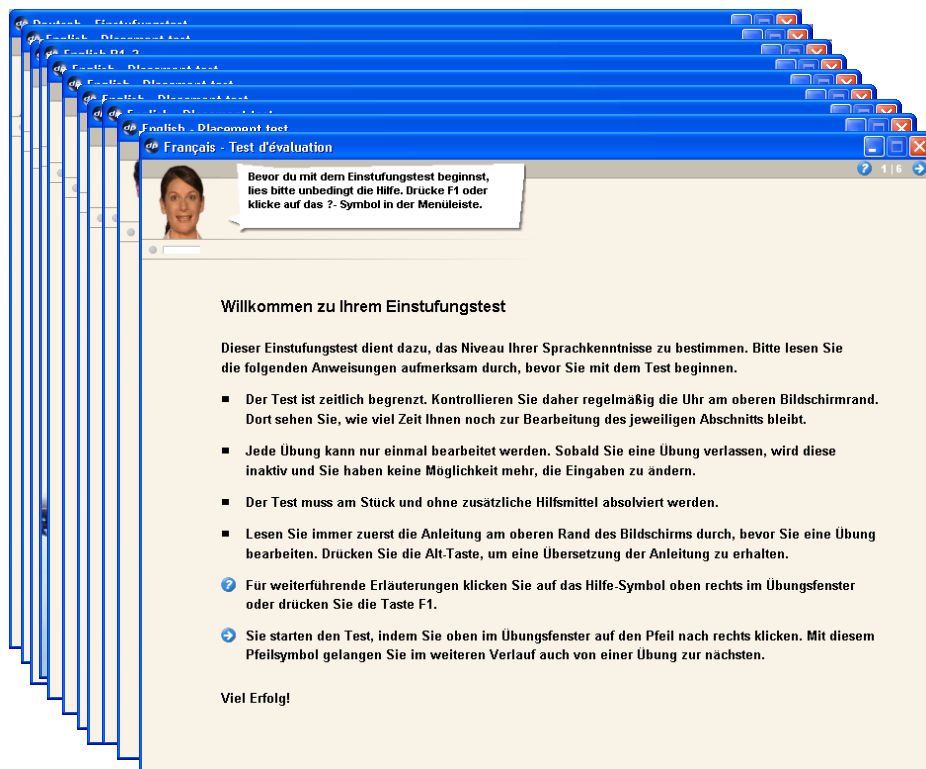 Deutsch - Einstufungstest
English - Placement test
English B1-2
English - Placement test
English - Placement test
English - Placement test
English - Placement test
English - Placement test
Français - Test d'évaluation
1|6
Bevor du mit dem Einstufungstest beginnst,
lies bitte unbedingt die Hilfe. Drücke F1 oder
klicke auf das ?- Symbol in der Menüleiste.
Willkommen zu Ihrem Einstufungstest
Dieser Einstufungstest dient dazu, das Niveau Ihrer Sprachkenntnisse zu bestimmen. Bitte lesen Sie
die folgenden Anweisungen aufmerksam durch, bevor Sie mit dem Test beginnen.
Der Test ist zeitlich begrenzt. Kontrollieren Sie daher regelmäßig die Uhr am oberen Bildschirmrand.
Dort sehen Sie, wie viel Zeit Ihnen noch zur Bearbeitung des jeweiligen Abschnitts bleibt.
Jede Übung kann nur einmal bearbeitet werden. Sobald Sie eine Übung verlassen, wird diese
inaktiv und Sie haben keine Möglichkeit mehr, die Eingaben zu ändern.
Der Test muss am Stück und ohne zusätzliche Hilfsmittel absolviert werden.
Lesen Sie immer zuerst die Anleitung am oberen Rand des Bildschirms durch, bevor Sie eine Übung
bearbeiten. Drücken Sie die Alt-Taste, um eine Übersetzung der Anleitung zu erhalten.
Für weiterführende Erläuterungen klicken Sie auf das Hilfe-Symbol oben rechts im Übungsfenster
oder drücken Sie die Taste F1.
Sie starten den Test, indem Sie oben im Übungsfenster auf den Pfeil nach rechts klicken. Mit diesem
Pfeilsymbol gelangen Sie im weiteren Verlauf auch von einer Übung zur nächsten.
Viel Erfolg!